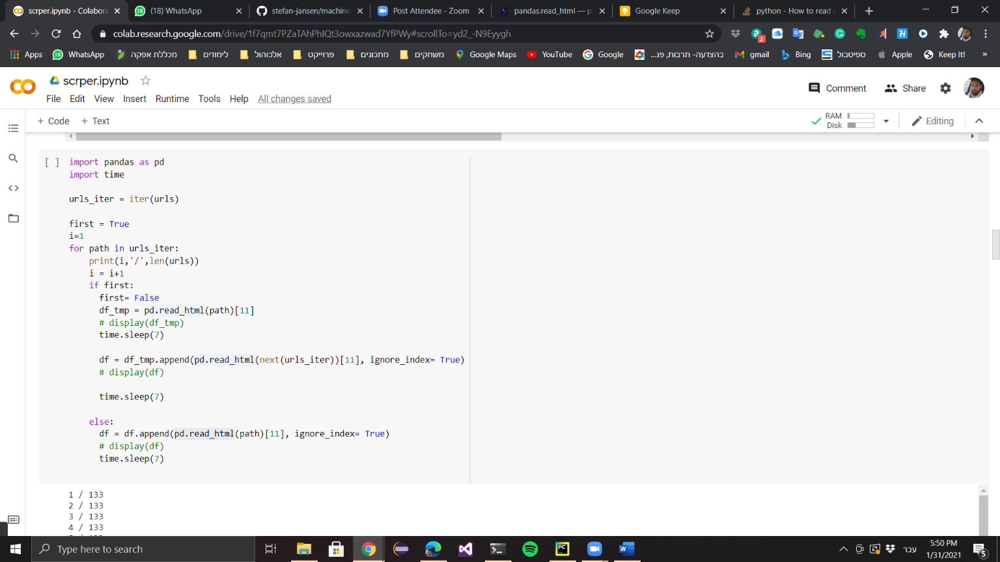 scrper.ipynb - Colabora
(18) WhatsApp
stefan-jansen/machine
Post Attendee - Zoom
pandas.read_html — p
Google Keep
python - How to read
colab.research.google.com/drive/1f7qmt7PZaTAhPhIQt3owxazwad7YfPWy#scrollTo=yd2_-N9Eyygh
Apps
WhatsApp
מכללת אפקה
לימודים
אלכוהול
פרוייקט
מתכונים
משחקים
Google Maps
YouTube
Google
בהצדעה- תרבות, פנ...
gmail
Bing
ספיטבול
Apple
Keep It!
»
scrper.ipynb
Comment
Share
File Edit View Insert Runtime Tools Help All changes saved
+ Code + Text
RAM
Disk
Editing
[ ] import pandas as pd
import time
urls_iter = iter(urls)
first = True
i=1
for path in urls_iter:
print(i,'/',len(urls))
i = i+1
if first:
first= False
df_tmp = pd.read_html(path)[11]
# display(df_tmp)
time.sleep(7)
df = df_tmp.append(pd.read_html(next(urls_iter))[11], ignore_index= True)
# display(df)
time.sleep(7)
else:
df = df.append(pd.read_html(path)[11], ignore_index= True)
# display(df)
time.sleep(7)
1 / 133
2 / 133
3 / 133
4 / 133
Type here to search
עבר
5:50 PM
1/31/2021
5